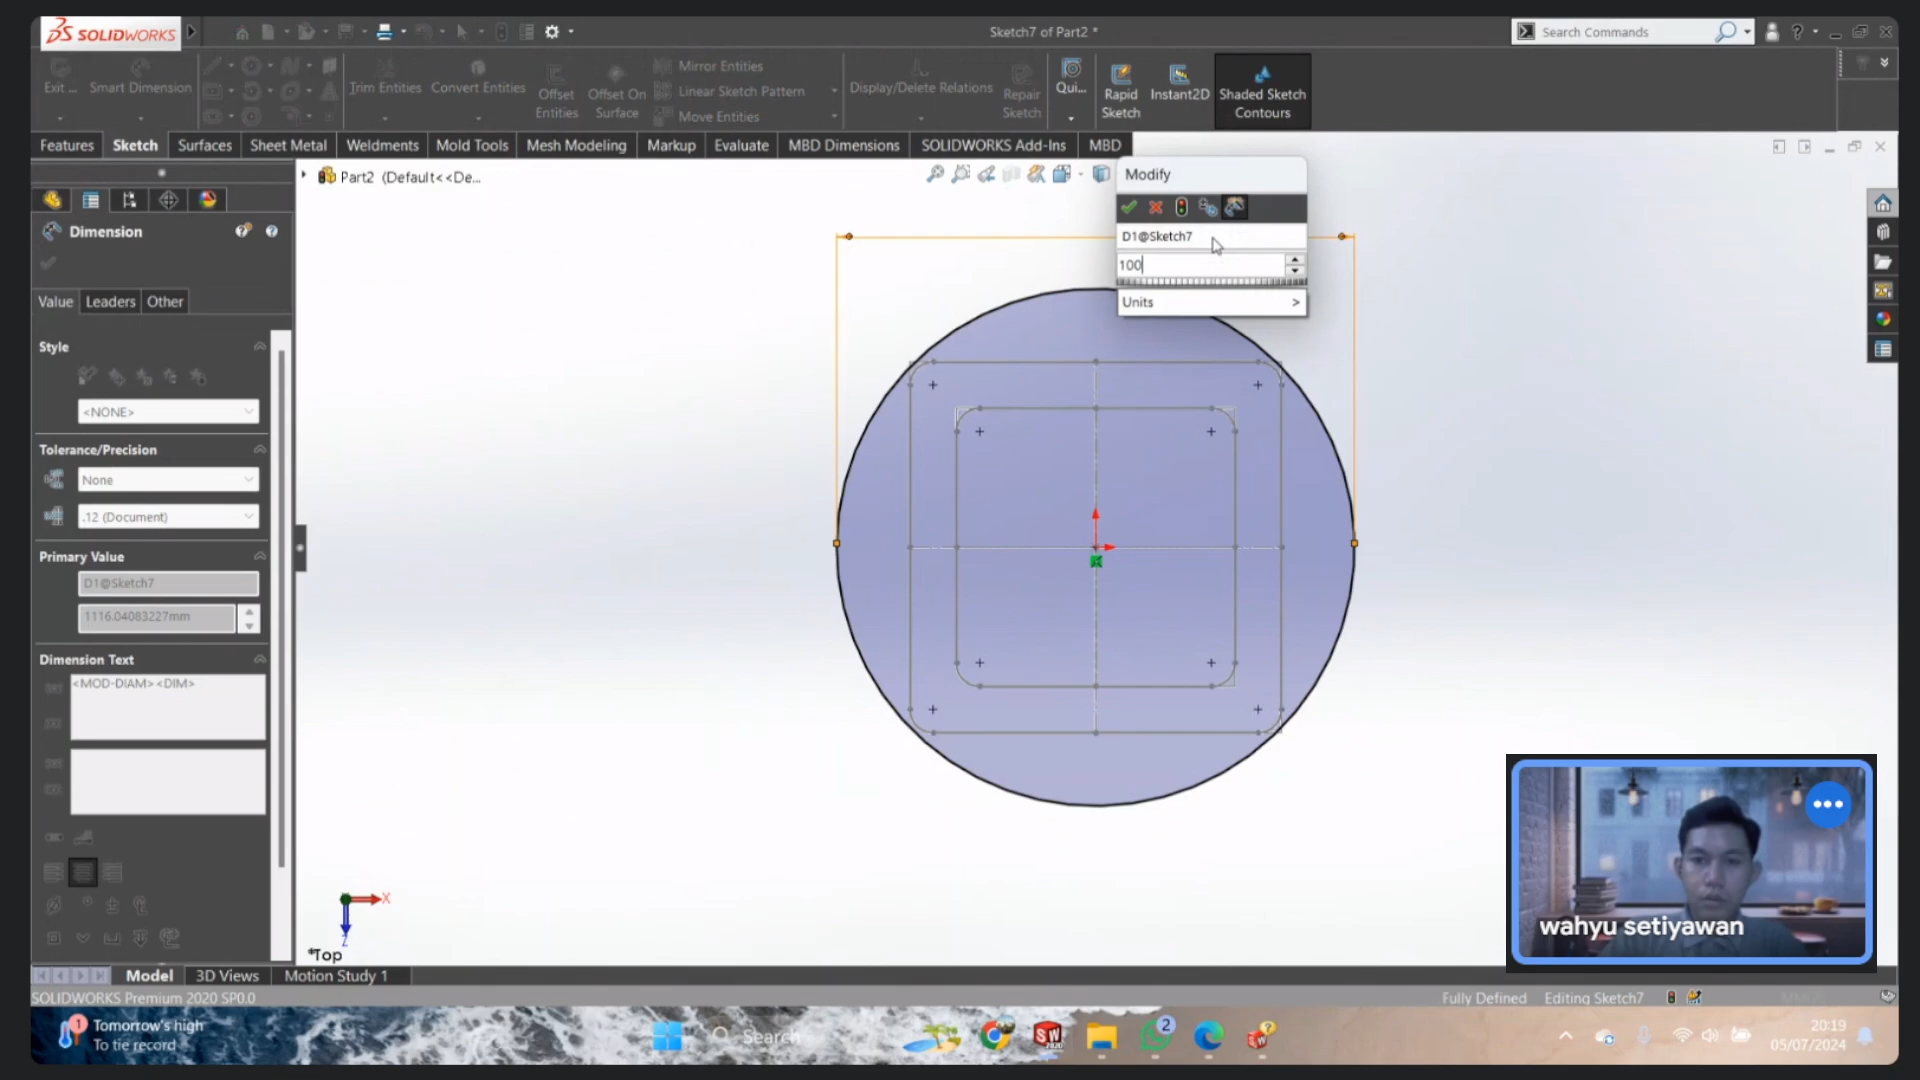 SOLIDWORKS
Sketch7 of Part2 *
Search Commands
Exit ...
Smart Dimension
Trim Entities
Convert Entities
Offset Entities
Offset On Surface
Mirror Entities
Linear Sketch Pattern
Move Entities
Display/Delete Relations
Repair Sketch
Qui...
Rapid Sketch
Instant2D
Shaded Sketch Contours
Features
Sketch
Surfaces
Sheet Metal
Weldments
Mold Tools
Mesh Modeling
Markup
Evaluate
MBD Dimensions
SOLIDWORKS Add-Ins
MBD
Part2 (Default<<De...
Modify
D1@Sketch7
100
Units >
Dimension
Value
Leaders
Other
Style
<NONE>
Tolerance/Precision
None
.12 (Document)
Primary Value
D1@Sketch7
1116.04083227mm
Dimension Text
<MOD-DIAM><DIM>
X
Z
*Top
wahyu setiyawan
Model
3D Views
Motion Study 1
SOLIDWORKS Premium 2020 SP0.0
Fully Defined
Editing Sketch7
1
Tomorrow's high
To tie record
Search
SW
2020
2
20:19
05/07/2024